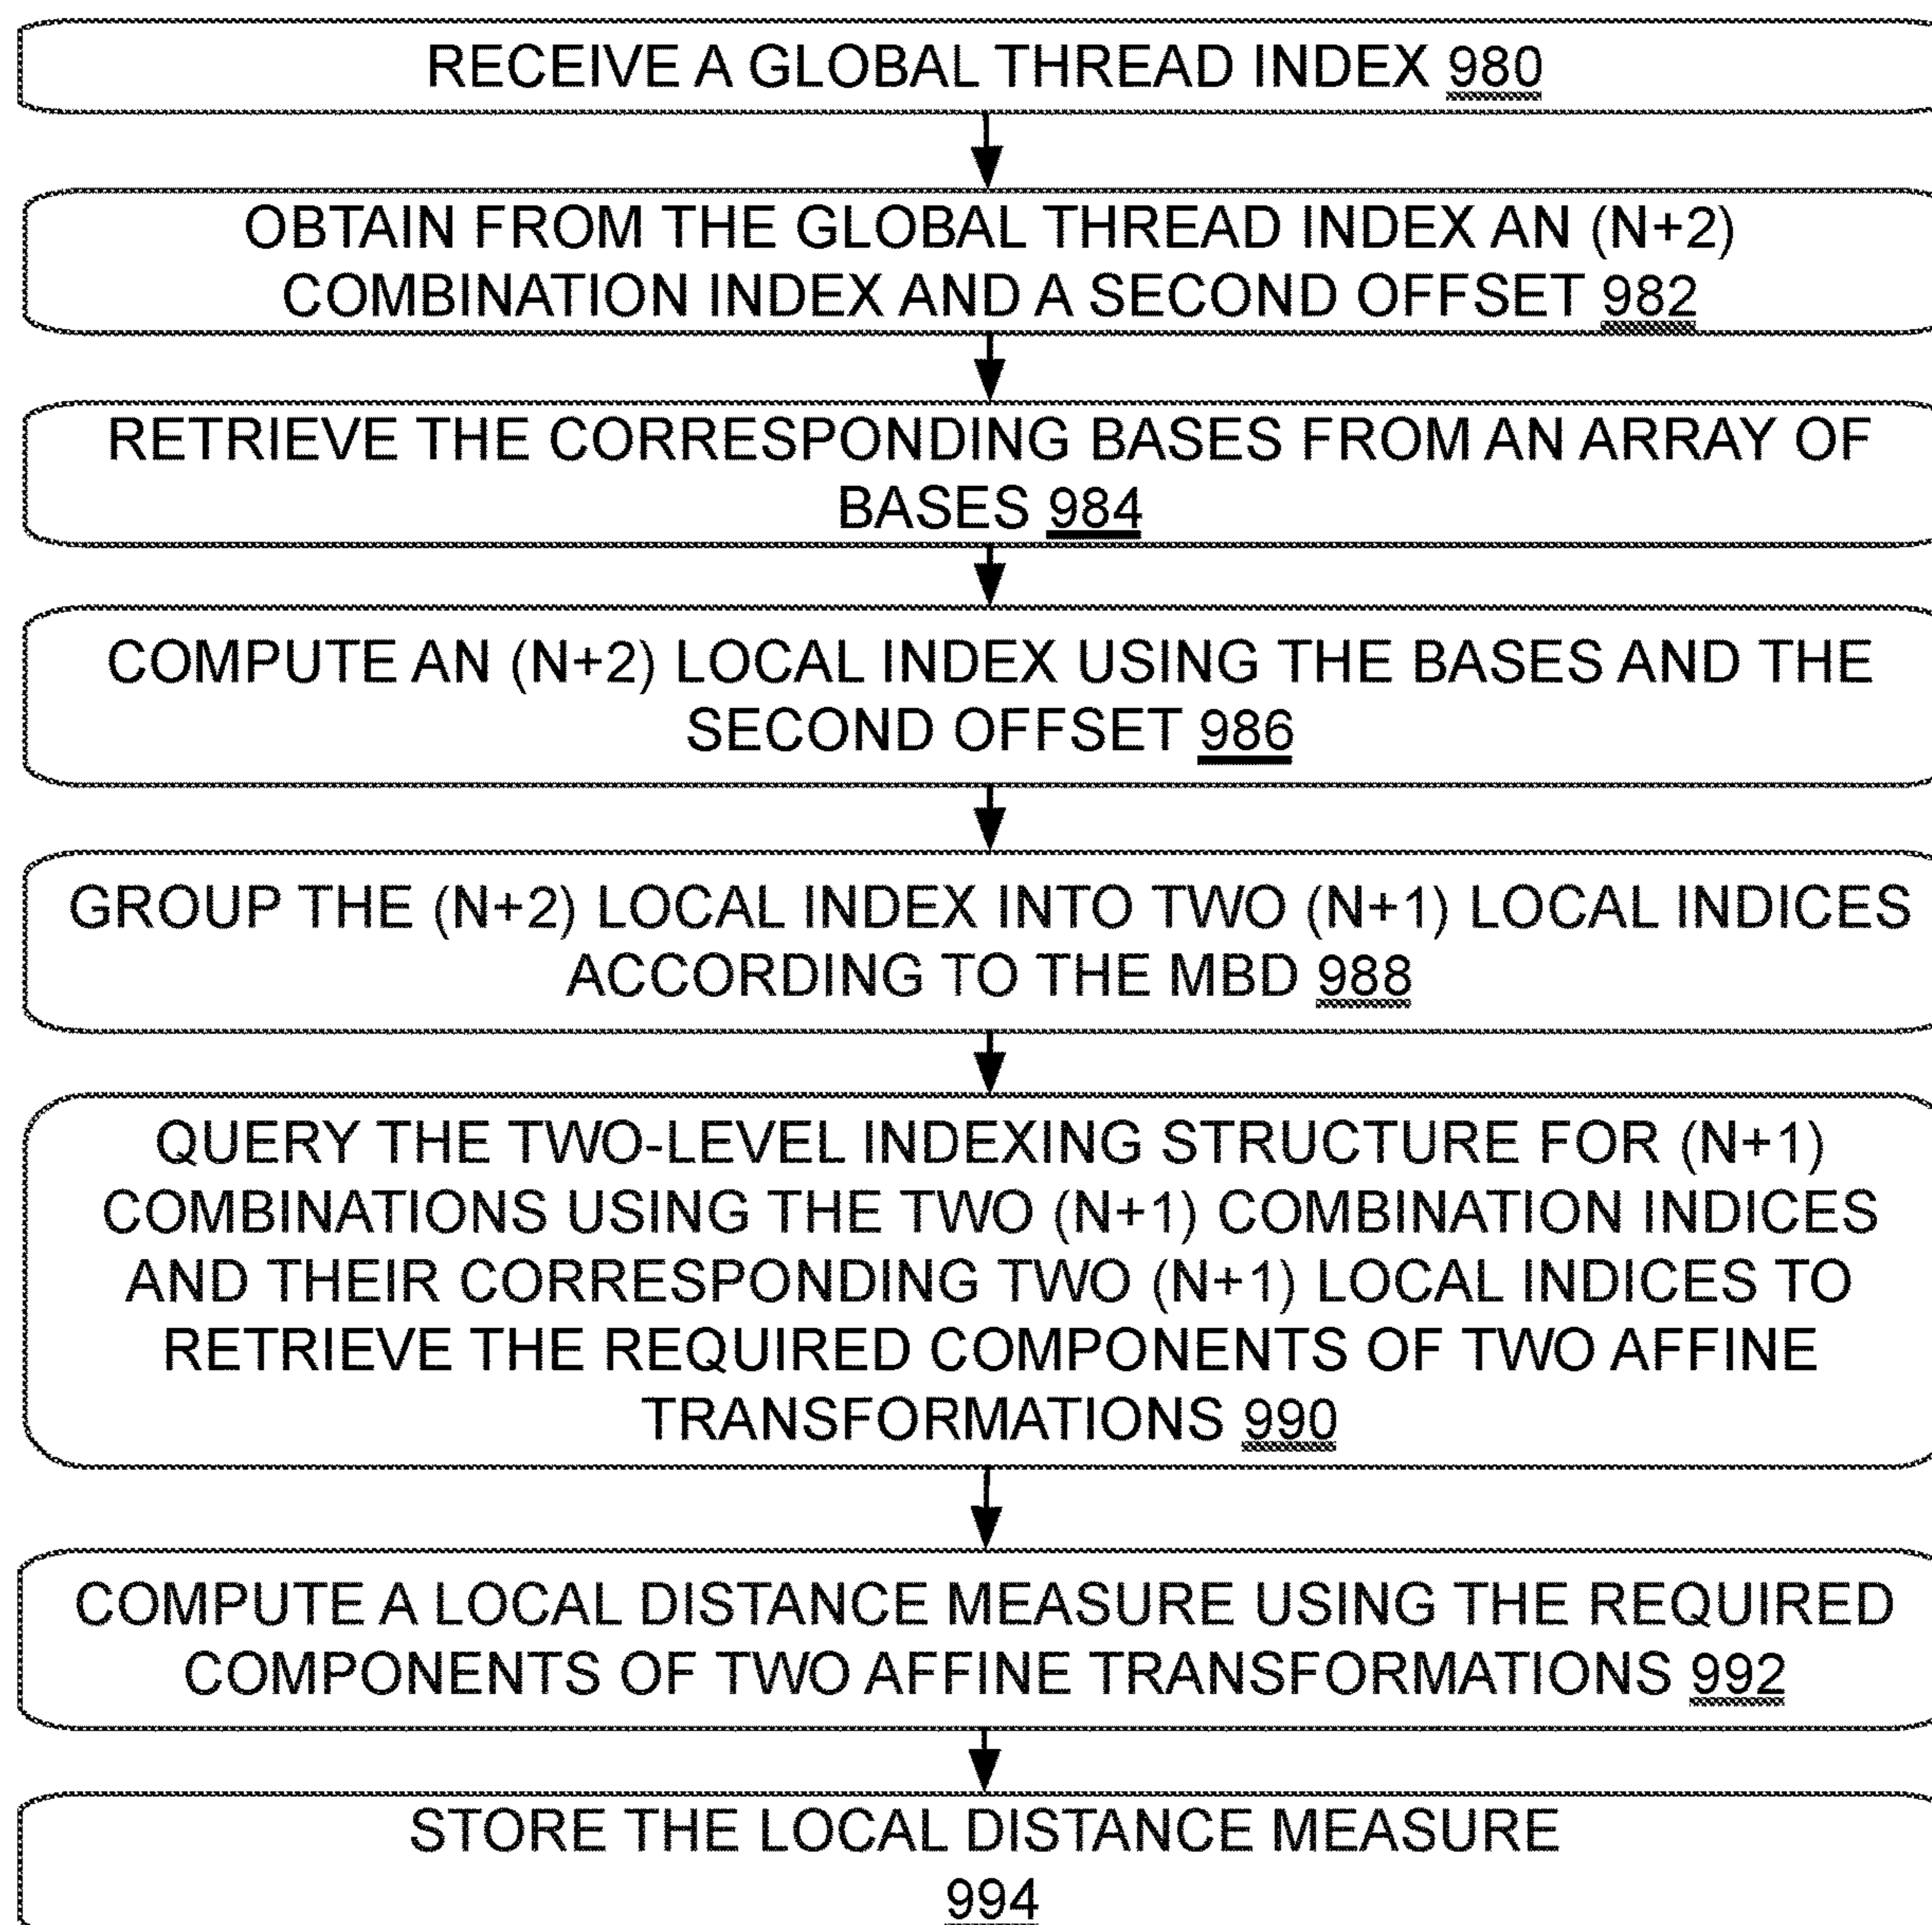 RECEIVE A GLOBAL THREAD INDEX 980
OBTAIN FROM THE GLOBAL THREAD INDEX AN (N+2)
COMBINATION INDEX AND A SECOND OFFSET 982
RETRIEVE THE CORRESPONDING BASES FROM AN ARRAY OF
BASES 984
COMPUTE AN (N+2) LOCAL INDEX USING THE BASES AND THE
SECOND OFFSET 986
GROUP THE (N+2) LOCAL INDEX INTO TWO (N+1) LOCAL INDICES
ACCORDING TO THE MBD 988
QUERY THE TWO-LEVEL INDEXING STRUCTURE FOR (N+1)
COMBINATIONS USING THE TWO (N+1) COMBINATION INDICES
AND THEIR CORRESPONDING TWO (N+1) LOCAL INDICES TO
RETRIEVE THE REQUIRED COMPONENTS OF TWO AFFINE
TRANSFORMATIONS 990
COMPUTE A LOCAL DISTANCE MEASURE USING THE REQUIRED
COMPONENTS OF TWO AFFINE TRANSFORMATIONS 992
STORE THE LOCAL DISTANCE MEASURE
994